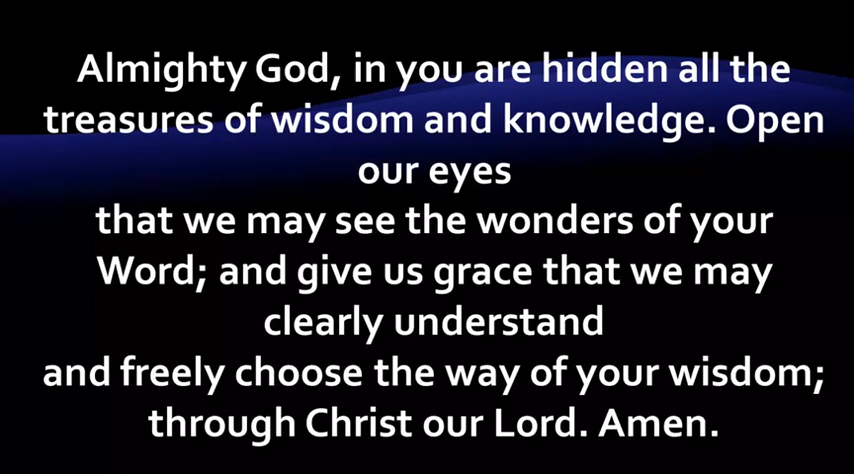 Almighty God, in you are hidden all the
treasures of wisdom and knowledge. Open
our eyes
that we may see the wonders of your
Word; and give us grace that we may
clearly understand
and freely choose the way of your wisdom;
through Christ our Lord. Amen.